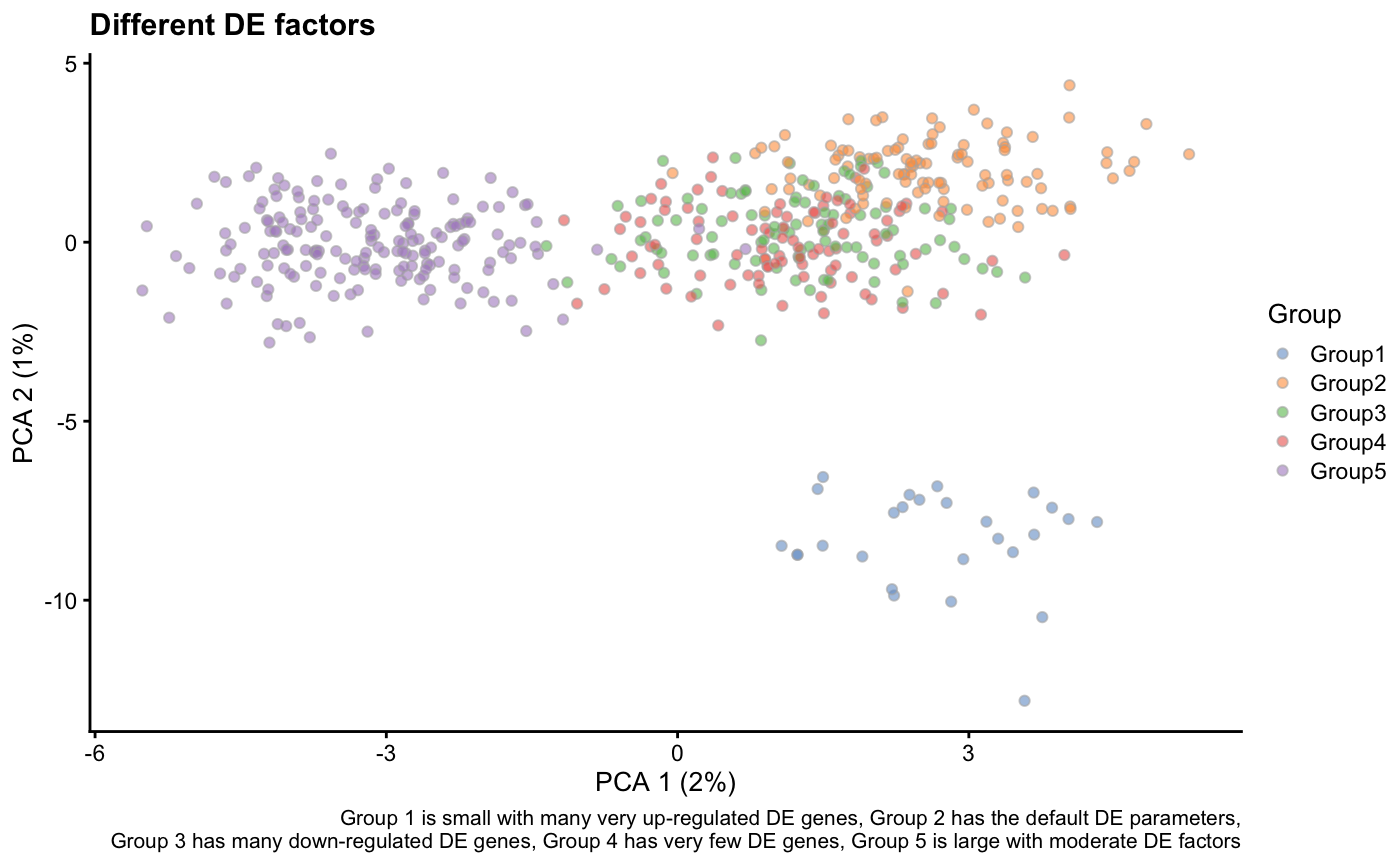 Different DE factors
5
0
-5
-10
PCA 2 (1%)
-6
-3
0
3
PCA 1 (2%)
Group
Group1
Group2
Group3
Group4
Group5
Group 1 is small with many very up-regulated DE genes, Group 2 has the default DE parameters,
Group 3 has many down-regulated DE genes, Group 4 has very few DE genes, Group 5 is large with moderate DE factors